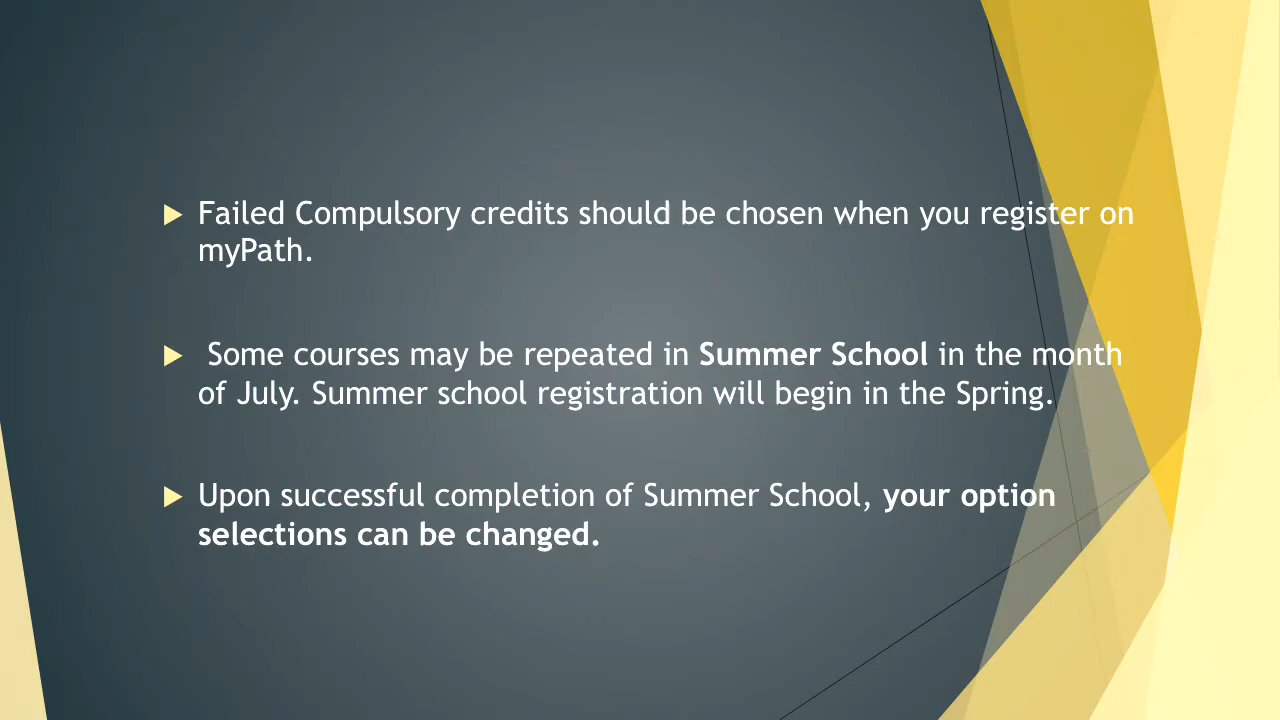 Failed Compulsory credits should be chosen when you register on
myPath.
Some courses may be repeated in Summer School in the month
of July. Summer school registration will begin in the Spring.
Upon successful completion of Summer School, your option
selections can be changed.